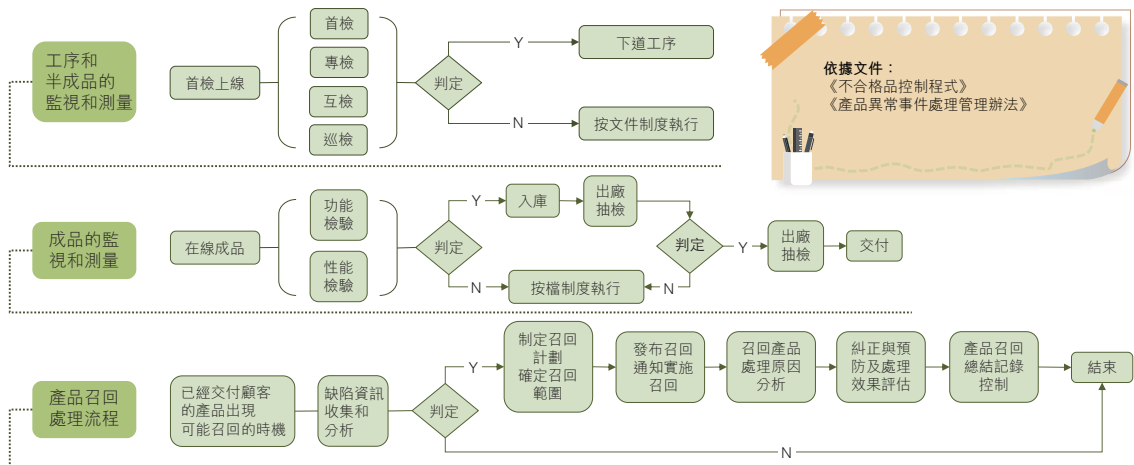 工序和
半成品的
監視和測量
首檢上線
首檢
專檢
互檢
巡檢
判定
Y
下道工序
N
按文件制度執行
依據文件：
《不合格品控制程式》
《產品異常事件處理管理辦法》
成品的監
視和測量
在線成品
功能
檢驗
性能
檢驗
判定
Y
入庫
出廠
抽檢
N
按檔制度執行
N
判定
Y
出廠
抽檢
交付
產品召回
處理流程
已經交付顧客
的產品出現
可能召回的時機
缺陷資訊
收集和
分析
判定
Y
制定召回
計劃
確定召回
範圍
發布召回
通知實施
召回
召回產品
處理原因
分析
糾正與預
防及處理
效果評估
產品召回
總結記錄
控制
結束
N